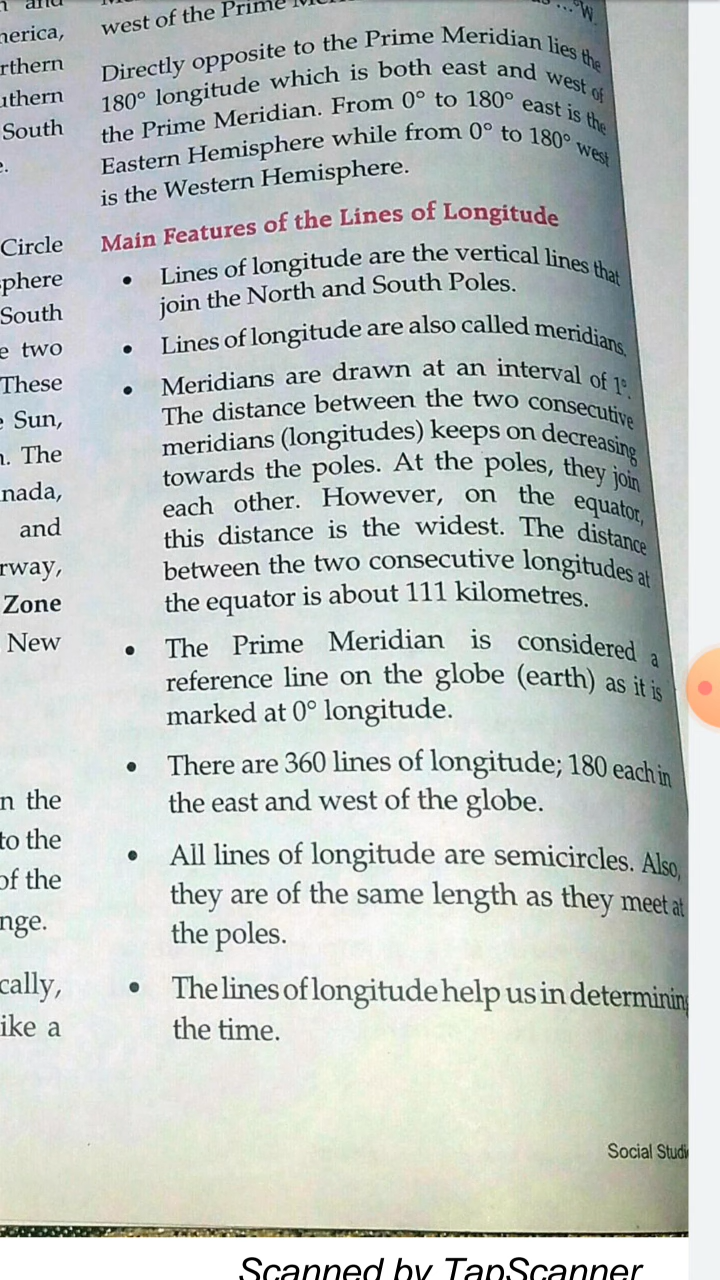 nerica,
rthern
uthern
South
e.
Circle
phere
South
e two
These
Sun,
n. The
nada,
and
rway,
Zone
New
n the
to the
of the
nge.
cally,
ike a
west of the Prime
Directly opposite to the Prime Meridian lies the
180° longitude which is both east and west of
the Prime Meridian. From 0° to 180° east is the
Eastern Hemisphere while from 0° to 180° west
is the Western Hemisphere.
Main Features of the Lines of Longitude
• Lines of longitude are the vertical lines that
join the North and South Poles.
• Lines of longitude are also called meridians.
• Meridians are drawn at an interval of 1°.
The distance between the two consecutive
meridians (longitudes) keeps on decreasing
towards the poles. At the poles, they join
each other. However, on the equator,
this distance is the widest. The distance
between the two consecutive longitudes at
the equator is about 111 kilometres.
• The Prime Meridian is considered a
reference line on the globe (earth) as it is
marked at 0° longitude.
• There are 360 lines of longitude; 180 each in
the east and west of the globe.
• All lines of longitude are semicircles. Also,
they are of the same length as they meet at
the poles.
• The lines of longitude help us in determining
the time.
Social Studi
Scanned by TapScanner